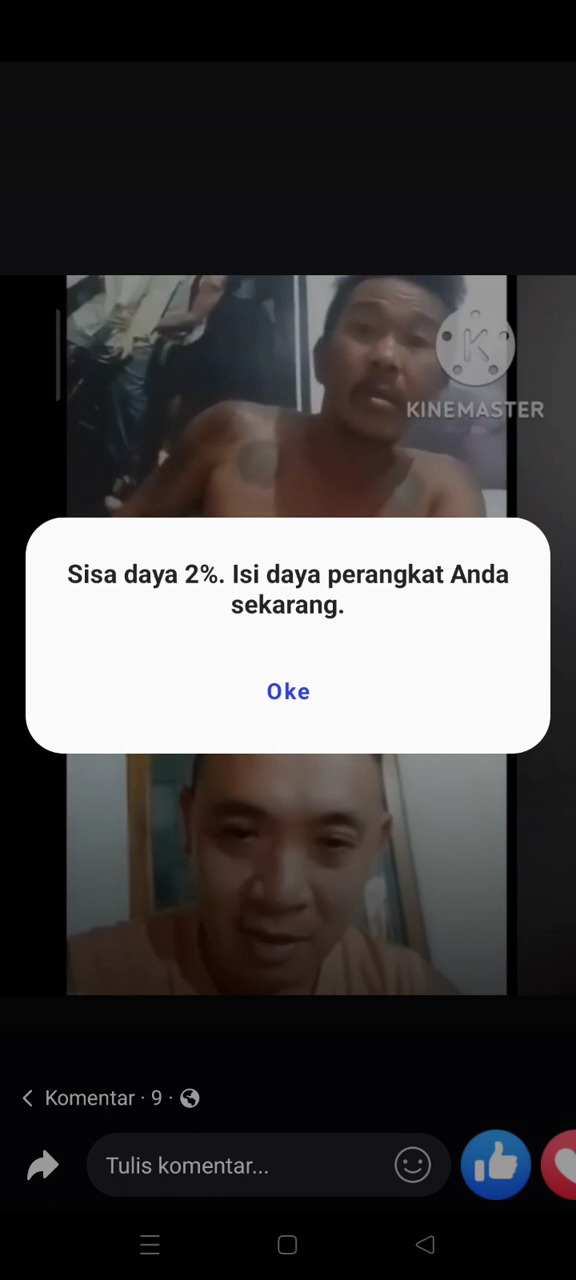 KINEMASTER
Sisa daya 2%. Isi daya perangkat Anda
sekarang.
Oke
Komentar · 9 ·
Tulis komentar...